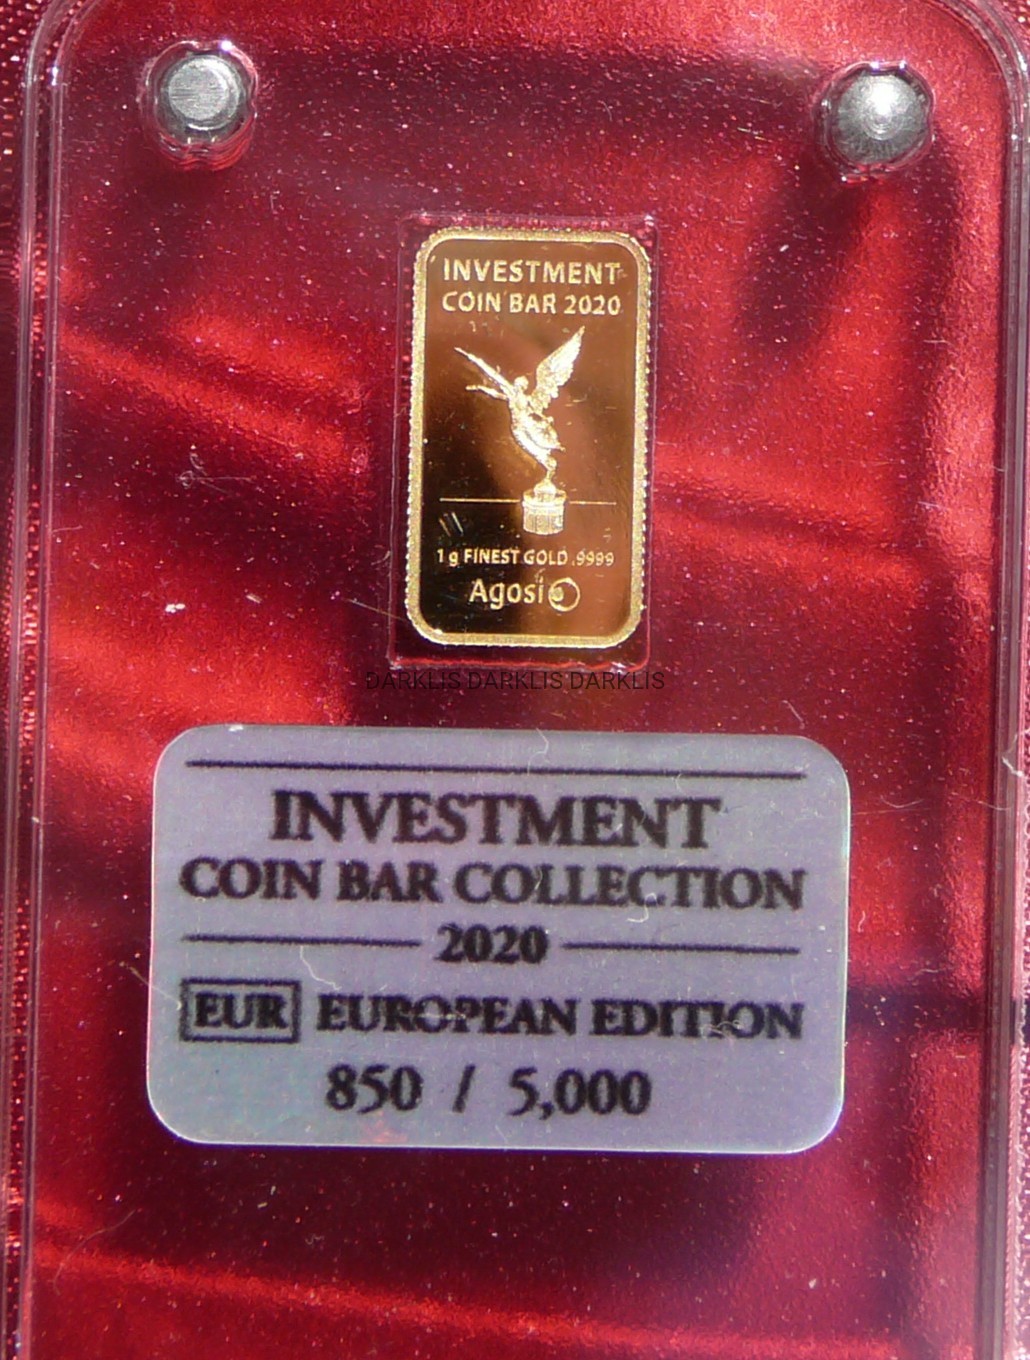 INVESTMENT
COIN BAR 2020
1 g FINEST GOLD .9999
Agosi
DARKLIS DARKLIS DARKLIS
INVESTMENT
COIN BAR COLLECTION
2020
EUR EUROPEAN EDITION
850 / 5,000